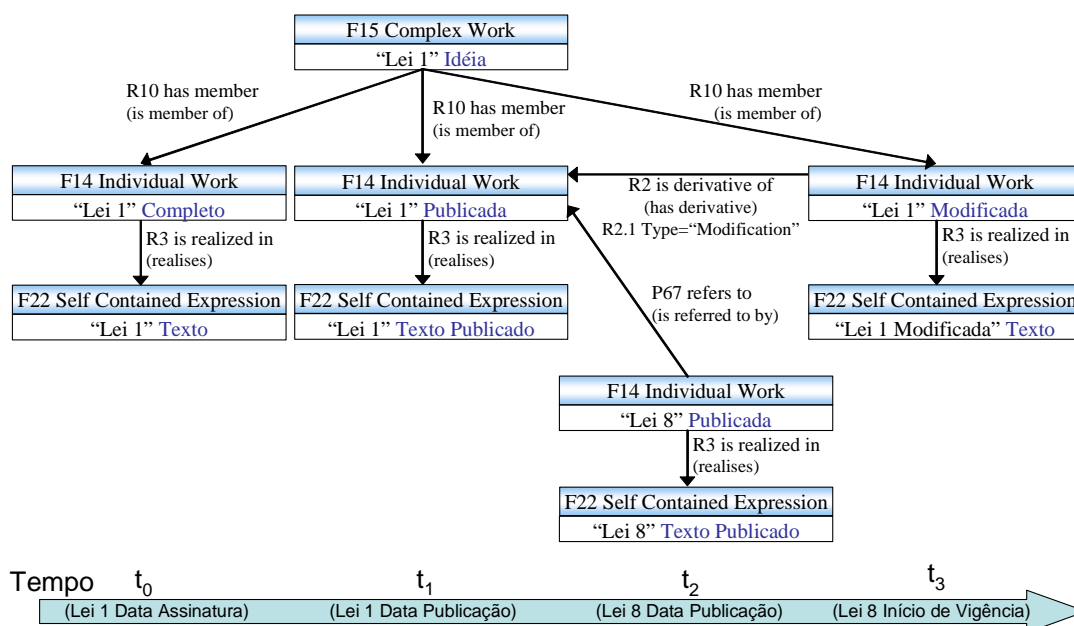 F15 Complex Work
“Lei 1” Idéia
R10 has member
(is member of)
R10 has member
(is member of)
R10 has member
(is member of)
F14 Individual Work
“Lei 1” Completo
F14 Individual Work
“Lei 1” Publicada
R2 is derivative of
(has derivative)
R2.1 Type=“Modification”
F14 Individual Work
“Lei 1” Modificada
R3 is realized in
(realises)
R3 is realized in
(realises)
R3 is realized in
(realises)
F22 Self Contained Expression
“Lei 1” Texto
F22 Self Contained Expression
“Lei 1” Texto Publicado
P67 refers to
(is referred to by)
F22 Self Contained Expression
“Lei 1 Modificada” Texto
F14 Individual Work
“Lei 8” Publicada
R3 is realized in
(realises)
F22 Self Contained Expression
“Lei 8” Texto Publicado
Tempo t0 t1 t2 t3
(Lei 1 Data Assinatura) (Lei 1 Data Publicação) (Lei 8 Data Publicação) (Lei 8 Início de Vigência)